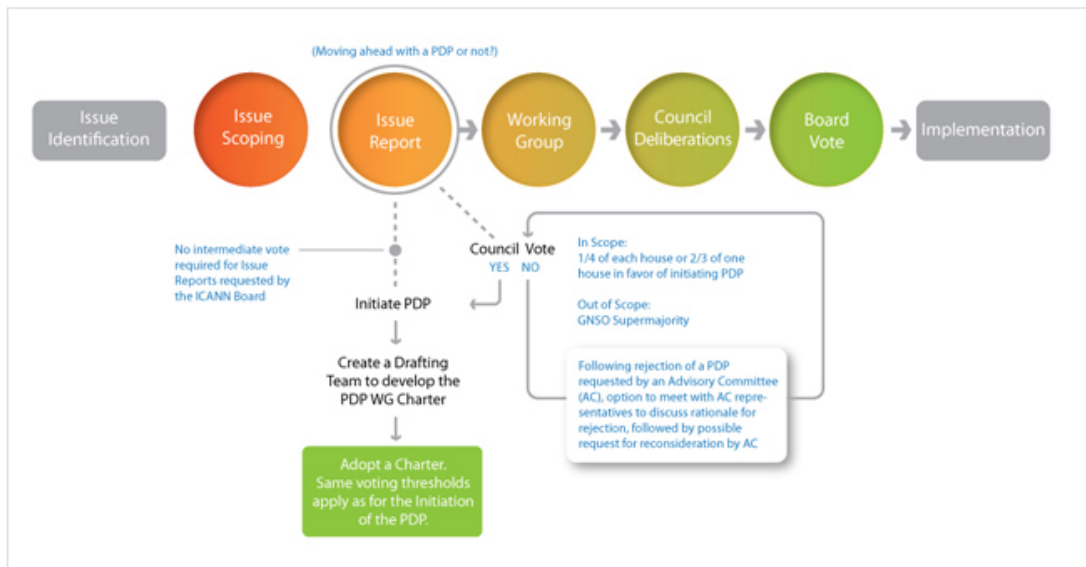 (Moving ahead with a PDP or not?)
Issue
Identification
Issue
Scoping
Issue
Report
Working
Group
Council
Deliberations
Board
Vote
Implementation
No intermediate vote
required for Issue
Reports requested by
the ICANN Board
Council Vote
YES NO
In Scope:
1/4 of each house or 2/3 of one
house in favor of initiating PDP
Out of Scope:
GNSO Supermajority
Initiate PDP
Create a Drafting
Team to develop the
PDP WG Charter
Following rejection of a PDP
requested by an Advisory Committee
(AC), option to meet with AC repre-
sentatives to discuss rationale for
rejection, followed by possible
request for reconsideration by AC
Adopt a Charter.
Same voting thresholds
apply as for the Initiation
of the PDP.